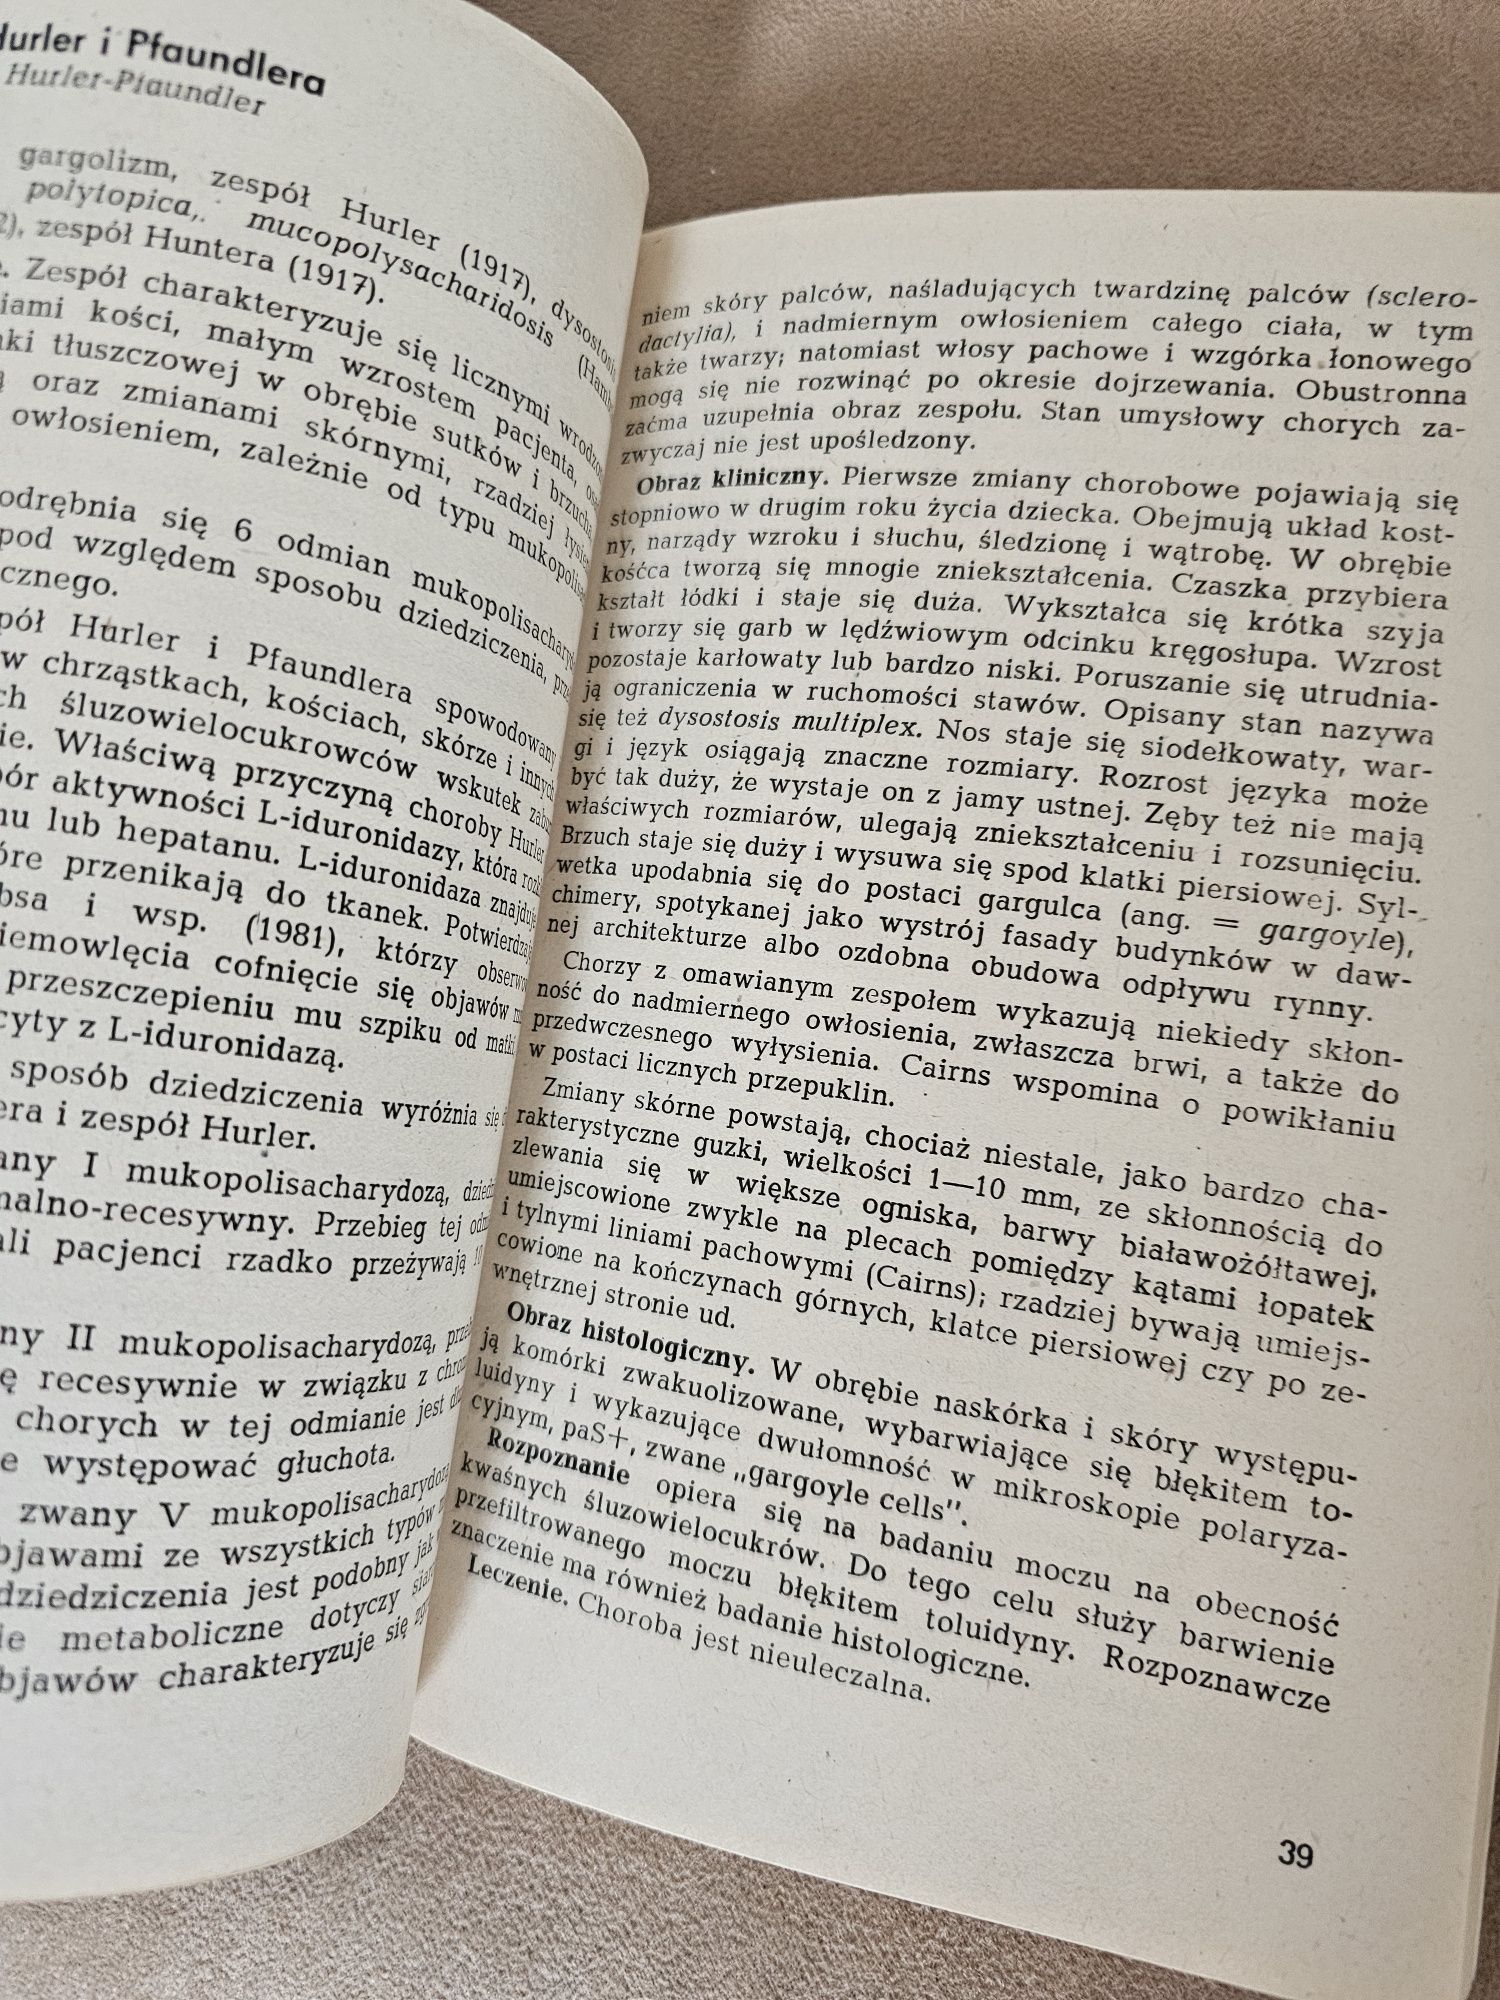 Hurler i Pfaundlera
Hurler-Pfaundler
gargolizm, zespół Hurler (1917), dysostosis
polytopica, mucopolysacharidosis
zespół Huntera (1917).
Zespół charakteryzuje się licznymi
kości, małym wzrostem pacjenta,
tłuszczowej w obrębie sutków i brzucha,
oraz zmianami skórnymi, rzadziej
owłosieniem, zależnie od typu
odrębnia się 6 odmian
pod względem sposobu dziedziczenia,
cznego.
Hurler i Pfaundlera spowodowany
w chrząstkach, kościach, skórze i innych
śluzowielocukrowców wskutek
Właściwą przyczyną choroby Hurler
aktywności L-iduronidazy, która
lub hepatanu. L-iduronidaza znajduje
przenikają do tkanek.
i wsp. (1981), którzy
cofnięcie się objawów
przeszczepieniu mu szpiku od matki
z L-iduronidazą.
sposób dziedziczenia wyróżnia się
i zespół Hurler.
I mukopolisacharydozą,
malno-recesywny. Przebieg tej
pacjenci rzadko przeżywają 10
II mukopolisacharydozą,
recesywnie w związku z
chorych w tej odmianie jest
występować głuchota.
zwany V mukopolisacharydozą
ze wszystkich typów
dziedziczenia jest podobny jak
metaboliczne dotyczy
charakteryzuje się
niem skóry palców, naśladujących twardzinę palców (sclero-
dactylia), i nadmiernym owłosieniem całego ciała, w tym
także twarzy; natomiast włosy pachowe i wzgórka łonowego
mogą się nie rozwinąć po okresie dojrzewania. Obustronna
zaćma uzupełnia obraz zespołu. Stan umysłowy chorych za-
zwyczaj nie jest upośledzony.
Obraz kliniczny. Pierwsze zmiany chorobowe pojawiają się
stopniowo w drugim roku życia dziecka. Obejmują układ kost-
ny, narządy wzroku i słuchu, śledzionę i wątrobę. W obrębie
kośćca tworzą się mnogie zniekształcenia. Czaszka przybiera
kształt łódki i staje się duża. Wykształca się krótka szyja
i tworzy się garb w lędźwiowym odcinku kręgosłupa. Wzrost
pozostaje karłowaty lub bardzo niski. Poruszanie się utrudnia-
ją ograniczenia w ruchomości stawów. Opisany stan nazywa
się też dysostosis multiplex. Nos staje się siodełkowaty, war-
gi i język osiągają znaczne rozmiary. Rozrost języka może
być tak duży, że wystaje on z jamy ustnej. Zęby też nie mają
właściwych rozmiarów, ulegają zniekształceniu i rozsunięciu.
Brzuch staje się duży i wysuwa się spod klatki piersiowej. Syl-
wetka upodabnia się do postaci gargulca (ang. = gargoyle),
chimery, spotykanej jako wystrój fasady budynków w daw-
nej architekturze albo ozdobna obudowa odpływu rynny.
Chorzy z omawianym zespołem wykazują niekiedy skłon-
ność do nadmiernego owłosienia, zwłaszcza brwi, a także do
przedwczesnego wyłysienia. Cairns wspomina o powikłaniu
w postaci licznych przepuklin.
Zmiany skórne powstają, chociaż niestale, jako bardzo cha-
rakterystyczne guzki, wielkości 1—10 mm, ze skłonnością do
zlewania się w większe ogniska, barwy białawożółtawej,
umiejscowione zwykle na plecach pomiędzy kątami łopatek
i tylnymi liniami pachowymi (Cairns); rzadziej bywają umiejs-
cowione na kończynach górnych, klatce piersiowej czy po ze-
wnętrznej stronie ud.
Obraz histologiczny. W obrębie naskórka i skóry występu-
ją komórki zwakuolizowane, wybarwiające się błękitem to-
luidyny i wykazujące dwułomność w mikroskopie polaryza-
cyjnym, paS+, zwane „gargoyle cells".
Rozpoznanie opiera się na badaniu moczu na obecność
kwaśnych śluzowielocukrów. Do tego celu służy barwienie
przefiltrowanego moczu błękitem toluidyny. Rozpoznawcze
znaczenie ma również badanie histologiczne.
Leczenie. Choroba jest nieuleczalna.
39